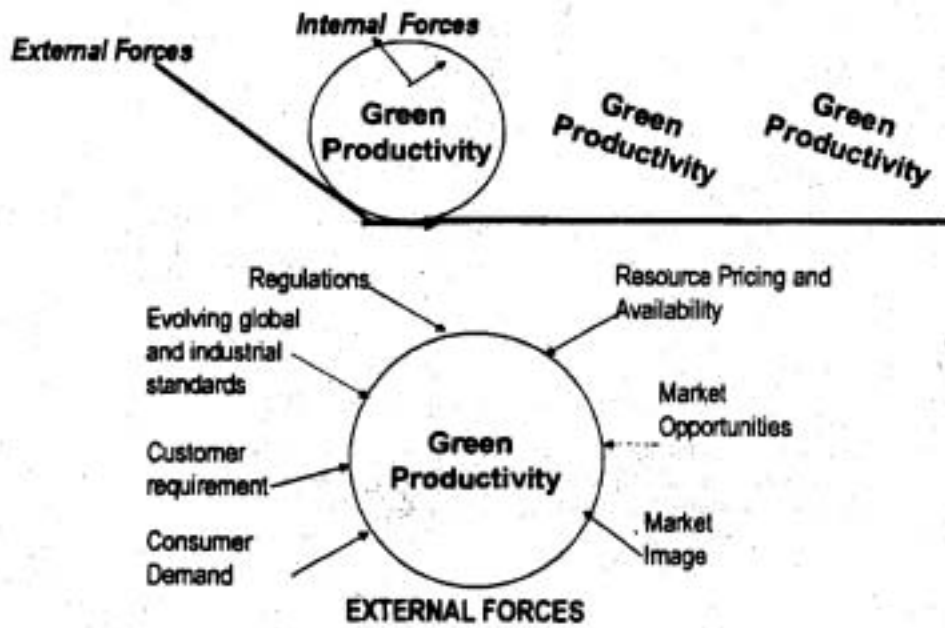 Internal Forces
External Forces
Green
Productivity
Green
Productivity
Green
Productivity
Regulations
Resource Pricing and
Availability
Evolving global
and industrial
standards
Market
Opportunities
Green
Productivity
Customer
requirement
Market
Image
Consumer
Demand
EXTERNAL FORCES